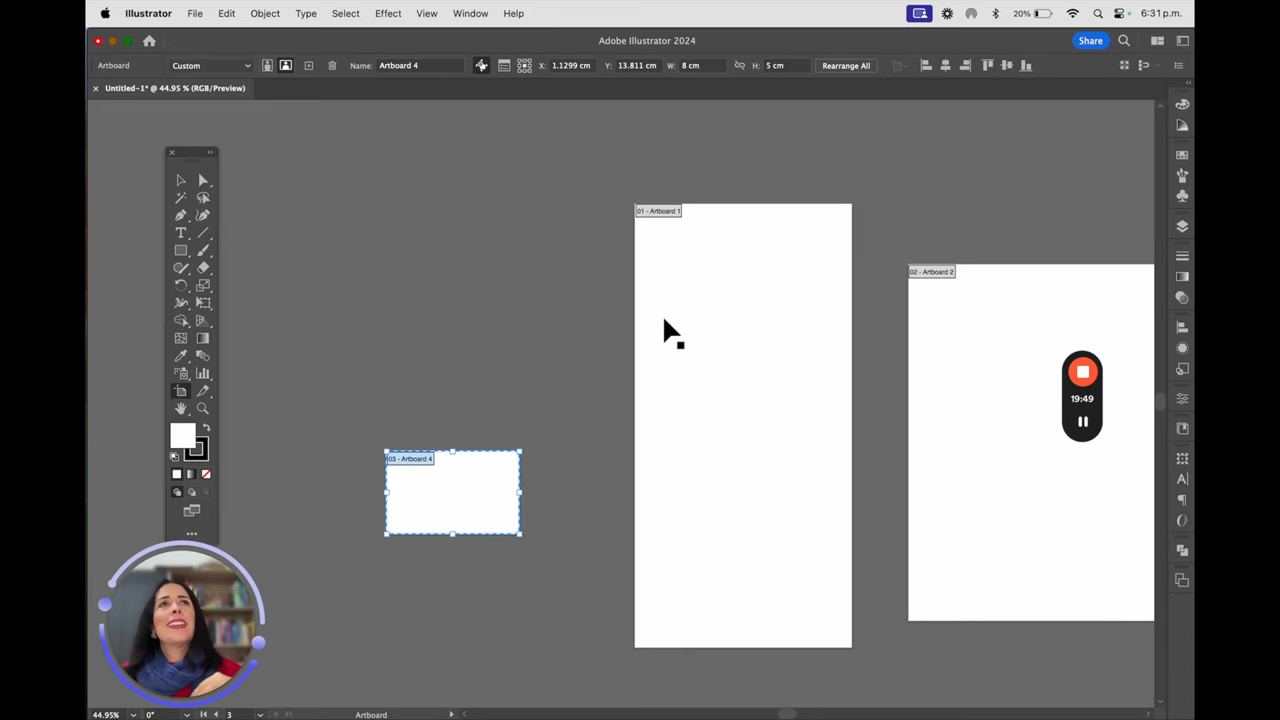 Illustrator File Edit Object Type Select Effect View Window Help 20% 6:31 p.m.
Adobe Illustrator 2024
Share
Artboard Custom Name: Artboard 4 X: 1.1299 cm Y: 13.811 cm W: 8 cm H: 5 cm Rearrange All
Untitled-1* @ 44.95 % (RGB/Preview)
01 - Artboard 1
02 - Artboard 2
19:49
03 - Artboard 4
44.95% 0° 3 Artboard